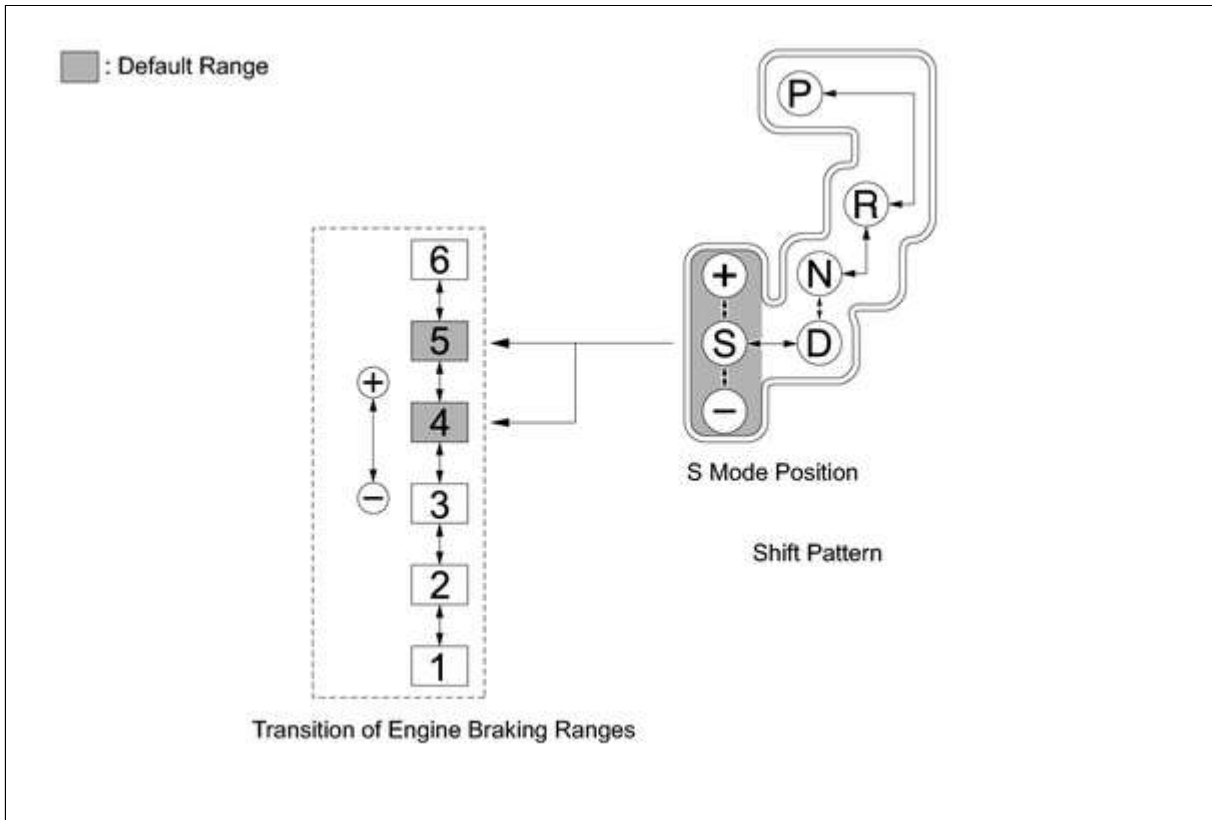 : Default Range
P
R
N
D
+
S
−
S Mode Position
Shift Pattern
6
5
4
3
2
1
+
−
Transition of Engine Braking Ranges